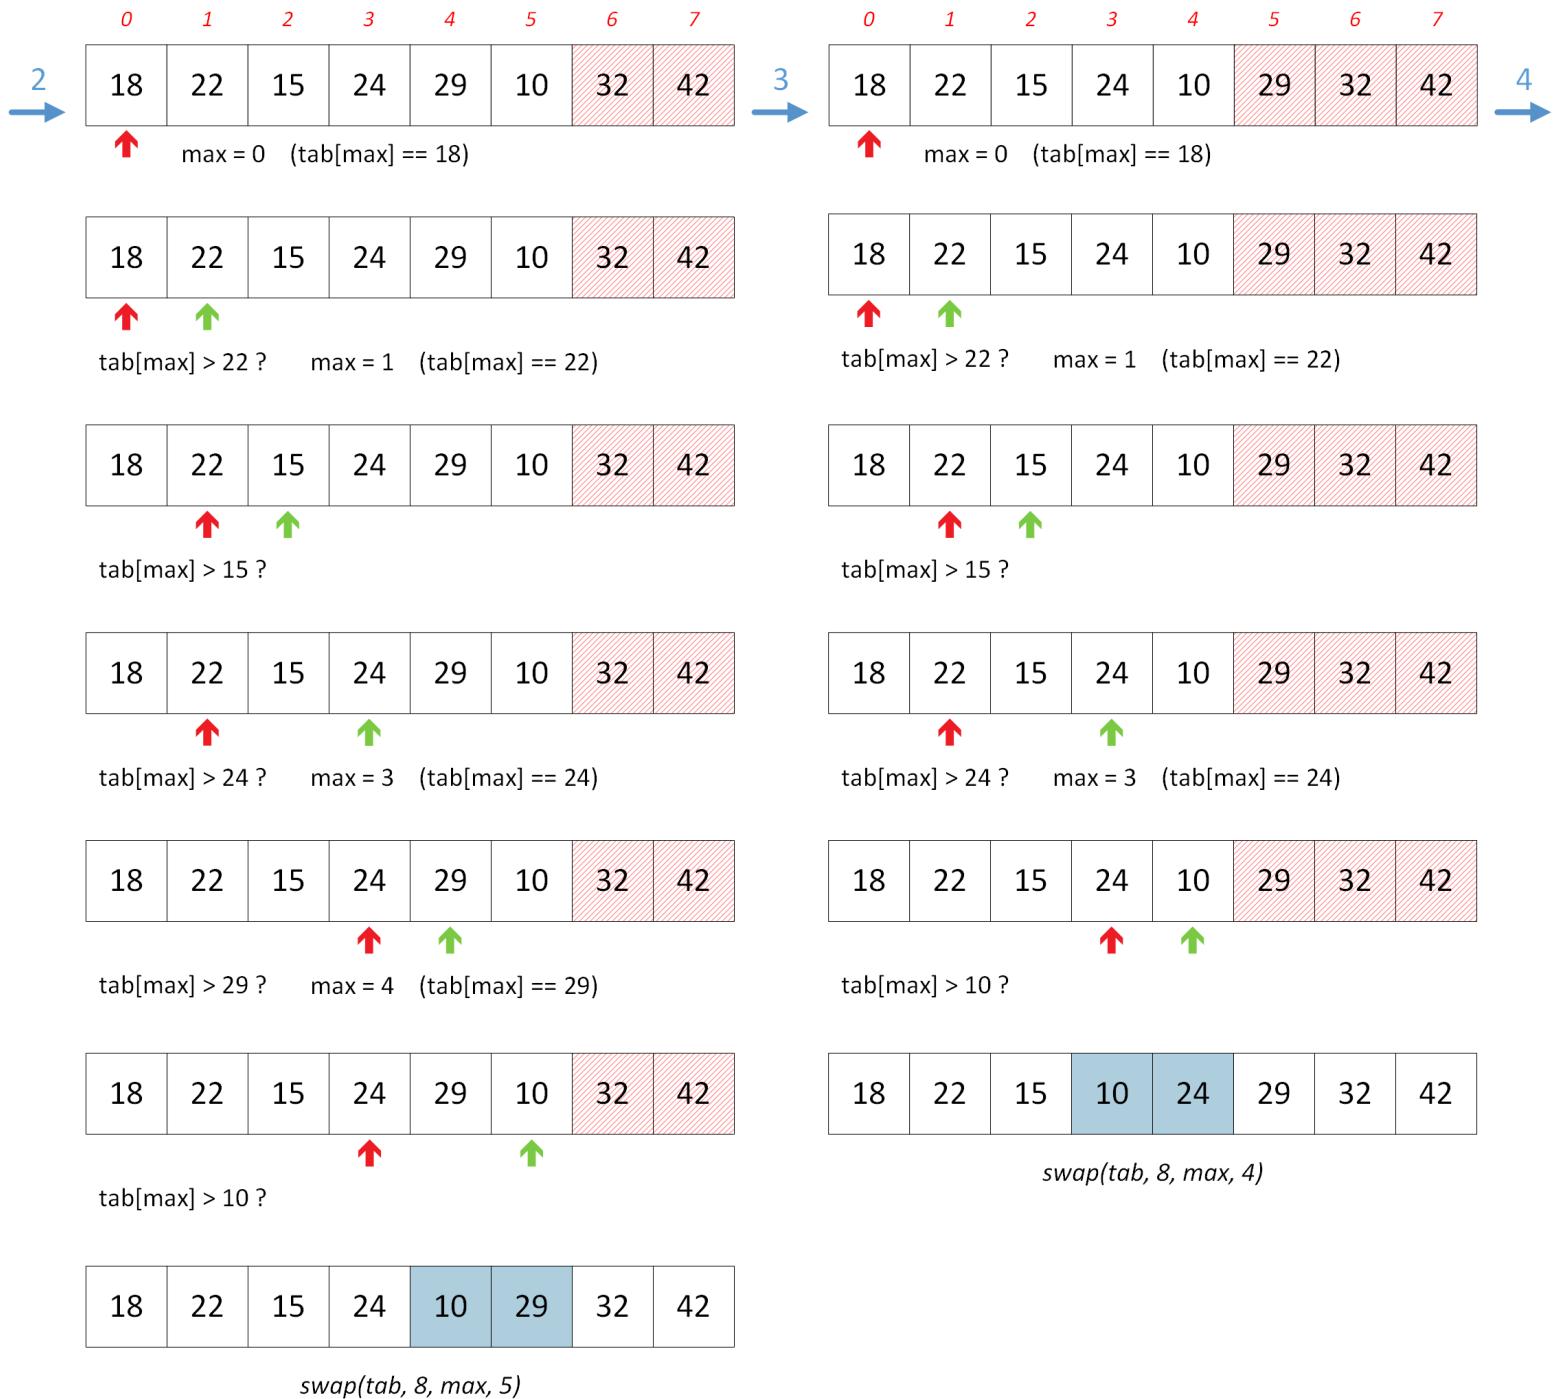 0 1 2 3 4 5 6 7
2 18 22 15 24 29 10 32 42
max = 0 (tab[max] == 18)
18 22 15 24 29 10 32 42
tab[max] > 22 ? max = 1 (tab[max] == 22)
18 22 15 24 29 10 32 42
tab[max] > 15 ?
18 22 15 24 29 10 32 42
tab[max] > 24 ? max = 3 (tab[max] == 24)
18 22 15 24 29 10 32 42
tab[max] > 29 ? max = 4 (tab[max] == 29)
18 22 15 24 29 10 32 42
tab[max] > 10 ?
18 22 15 24 10 29 32 42
swap(tab, 8, max, 5)
0 1 2 3 4 5 6 7
3 18 22 15 24 10 29 32 42 4
max = 0 (tab[max] == 18)
18 22 15 24 10 29 32 42
tab[max] > 22 ? max = 1 (tab[max] == 22)
18 22 15 24 10 29 32 42
tab[max] > 15 ?
18 22 15 24 10 29 32 42
tab[max] > 24 ? max = 3 (tab[max] == 24)
18 22 15 24 10 29 32 42
tab[max] > 10 ?
18 22 15 10 24 29 32 42
swap(tab, 8, max, 4)